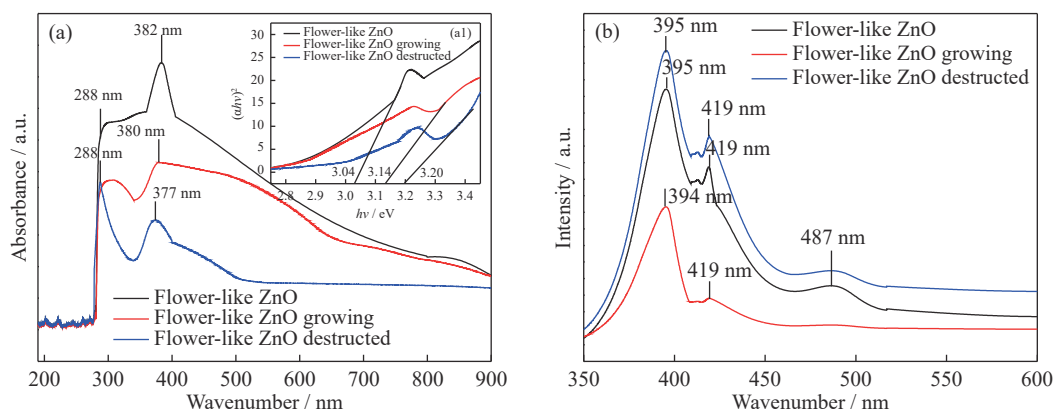 (a)
382 nm
288 nm
380 nm
288 nm
377 nm
Absorbance / a.u.
Flower-like ZnO
Flower-like ZnO growing
Flower-like ZnO destructed
200 300 400 500 600 700 800 900
Wavenumber / nm
(a1)
Flower-like ZnO
Flower-like ZnO growing
Flower-like ZnO destructed
30
25
20
15
10
5
0
(αhν)²
3.04
3.14
3.20
2.8 2.9 3.0 3.1 3.2 3.3 3.4
hν / eV
(b)
395 nm
395 nm
419 nm
419 nm
394 nm
419 nm
487 nm
Flower-like ZnO
Flower-like ZnO growing
Flower-like ZnO destructed
Intensity / a.u.
350 400 450 500 550 600
Wavenumber / nm